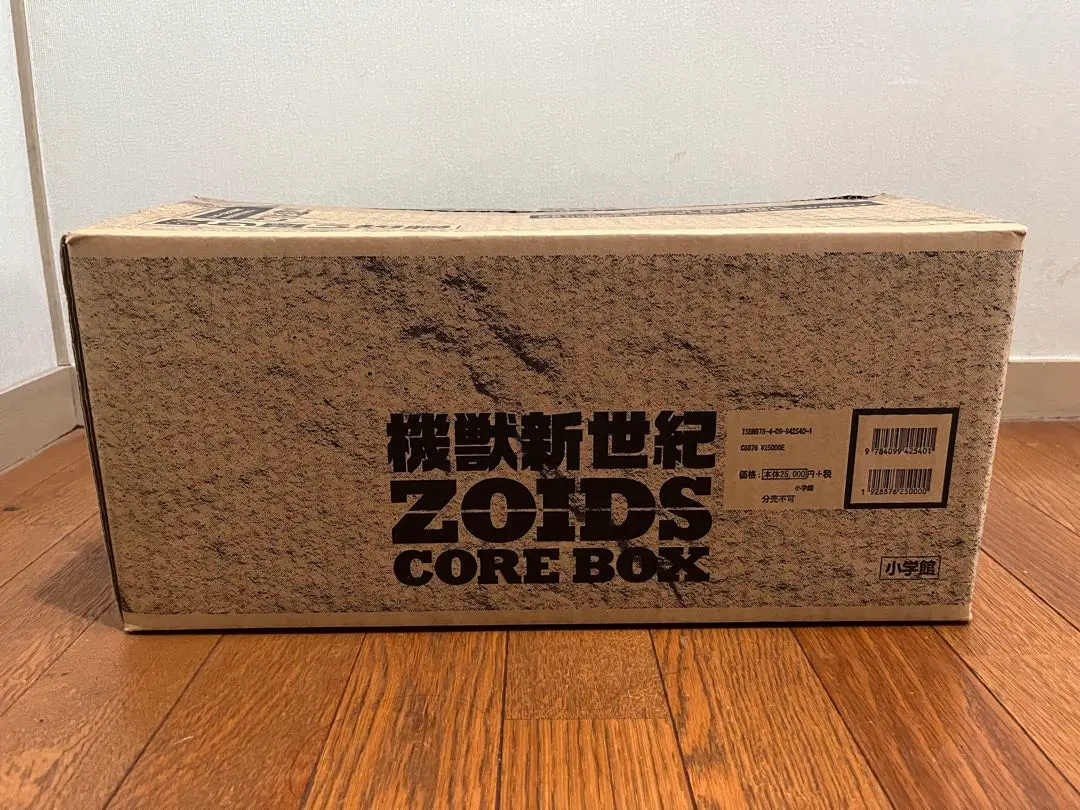 機獣新世紀
ZOIDS
CORE BOX
ISBN978-4-09-942540-1
C8876 ¥25000E
価格:本体25,000円+税
小学館
分売不可
9784099425401
1928876250000
小学館